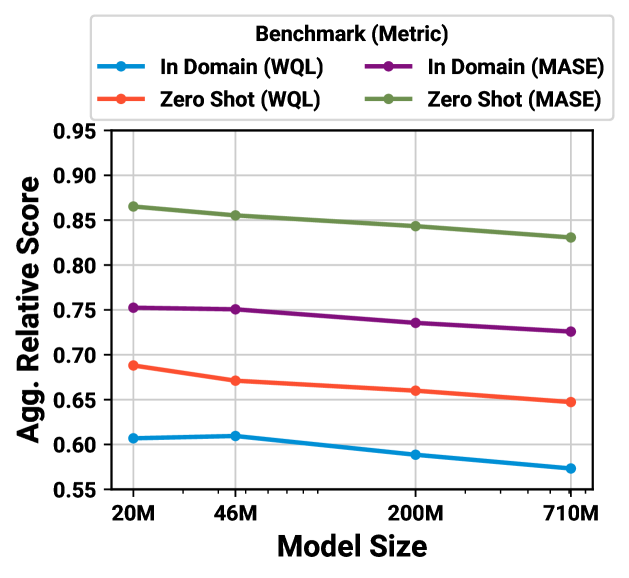 Benchmark (Metric)
In Domain (WQL) In Domain (MASE)
Zero Shot (WQL) Zero Shot (MASE)
0.95
0.90
0.85
0.80
0.75
0.70
0.65
0.60
0.55
Agg. Relative Score
20M 46M 200M 710M
Model Size